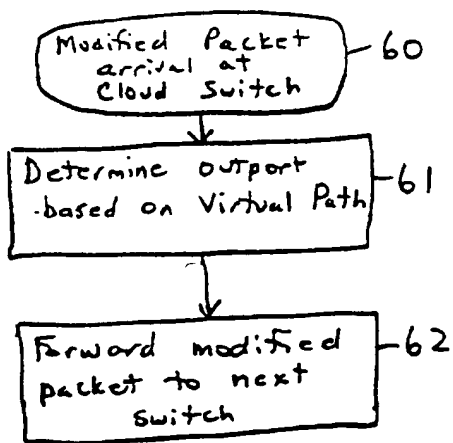 Modified Packet
arrival at
Cloud Switch
60
Determine outport
based on Virtual Path
61
Forward modified
packet to next
switch
62